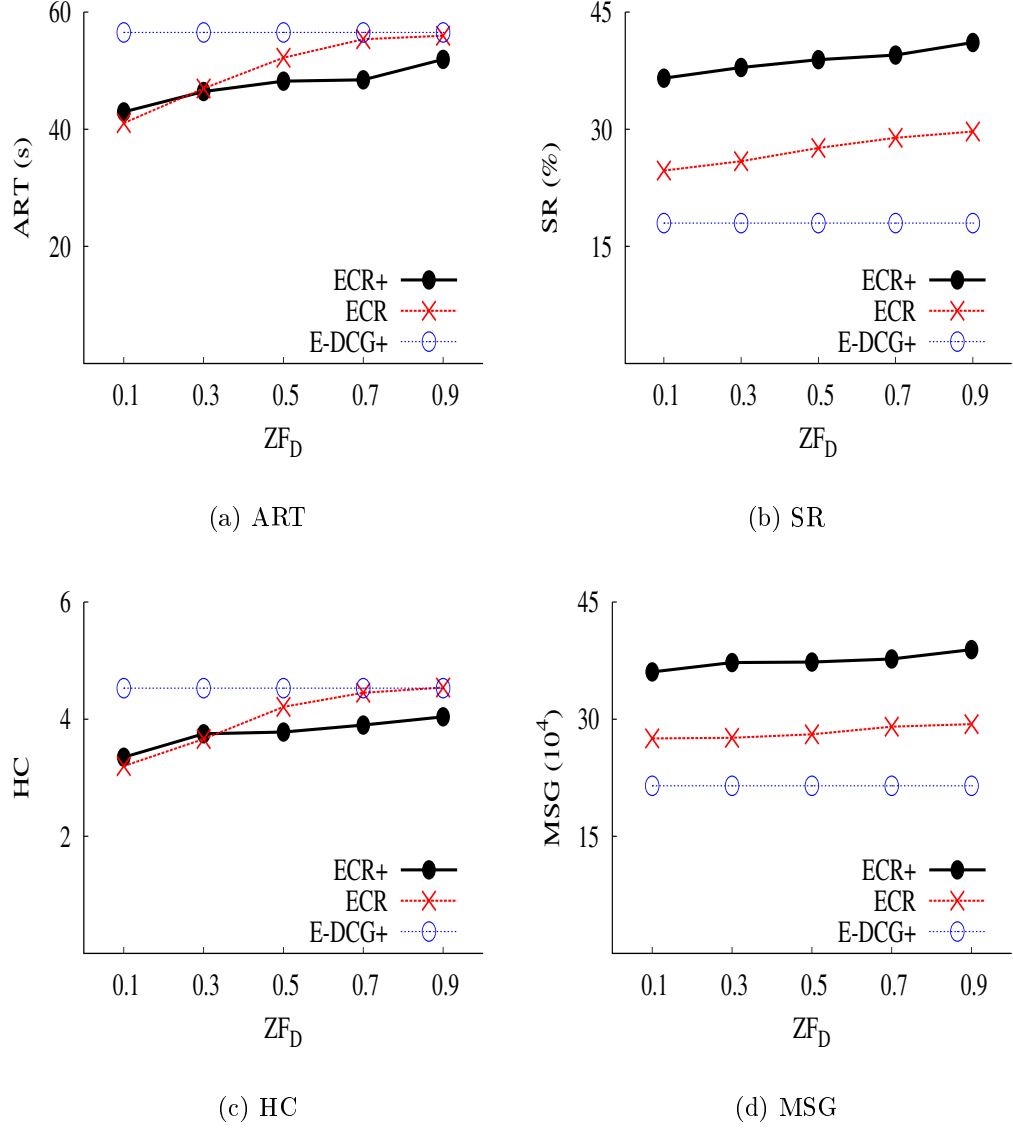 60
40
20
ART (s)
ECR+
ECR
E-DCG+
0.1 0.3 0.5 0.7 0.9
ZF_D
(a) ART
45
30
15
SR (%)
ECR+
ECR
E-DCG+
0.1 0.3 0.5 0.7 0.9
ZF_D
(b) SR
6
4
2
HC
ECR+
ECR
E-DCG+
0.1 0.3 0.5 0.7 0.9
ZF_D
(c) HC
45
30
15
MSG (10^4)
ECR+
ECR
E-DCG+
0.1 0.3 0.5 0.7 0.9
ZF_D
(d) MSG